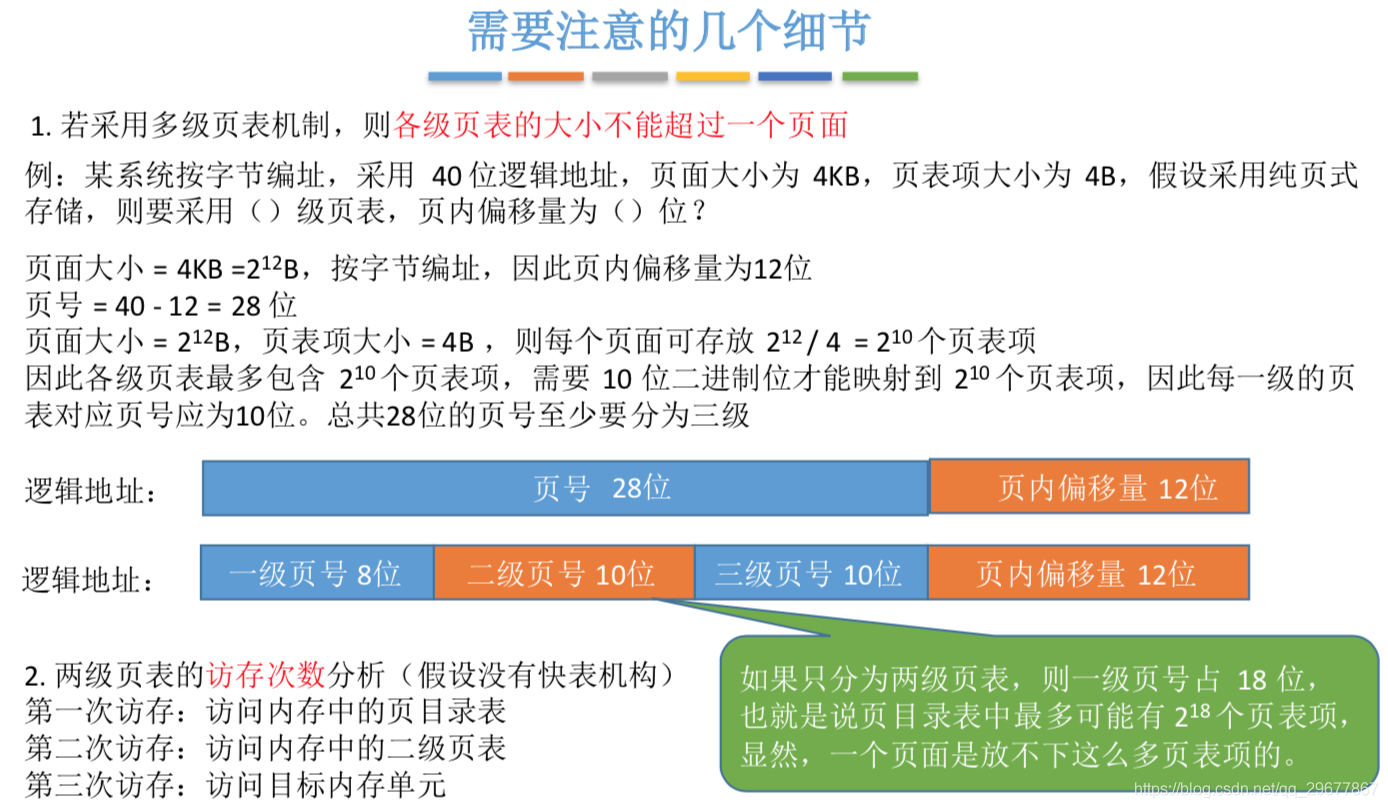 需要注意的几个细节
1. 若采用多级页表机制，则各级页表的大小不能超过一个页面
例：某系统按字节编址，采用 40 位逻辑地址，页面大小为 4KB，页表项大小为 4B，假设采用纯页式
存储，则要采用（）级页表，页内偏移量为（）位？
页面大小 = 4KB =2¹²B，按字节编址，因此页内偏移量为12位
页号 = 40 - 12 = 28 位
页面大小 = 2¹²B，页表项大小 = 4B ，则每个页面可存放 2¹² / 4 = 2¹⁰ 个页表项
因此各级页表最多包含 2¹⁰ 个页表项，需要 10 位二进制位才能映射到 2¹⁰ 个页表项，因此每一级的页
表对应页号应为10位。总共28位的页号至少要分为三级
逻辑地址： 页号 28位 页内偏移量 12位
逻辑地址： 一级页号 8位 二级页号 10位 三级页号 10位 页内偏移量 12位
2. 两级页表的访存次数分析（假设没有快表机构）
第一次访存：访问内存中的页目录表
第二次访存：访问内存中的二级页表
第三次访存：访问目标内存单元
如果只分为两级页表，则一级页号占 18 位，
也就是说页目录表中最多可能有 2¹⁸ 个页表项，
显然，一个页面是放不下这么多页表项的。
https://blog.csdn.net/qq_29677867